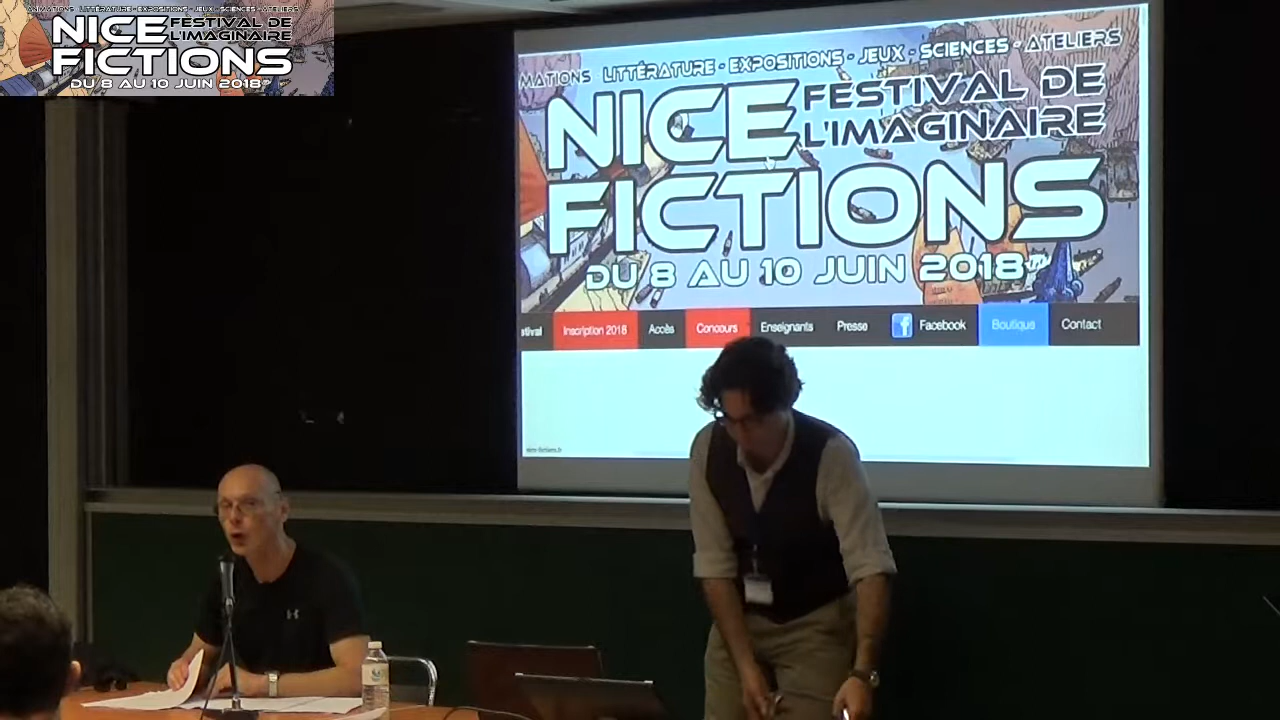 ANIMATIONS - LITTÉRATURE - EXPOSITIONS - JEUX - SCIENCES - ATELIERS
NICE FESTIVAL DE
L'IMAGINAIRE
FICTIONS
DU 8 AU 10 JUIN 2018
MATIONS - LITTÉRATURE - EXPOSITIONS - JEUX - SCIENCES - ATELIERS
NICE FESTIVAL DE
L'IMAGINAIRE
FICTIONS
DU 8 AU 10 JUIN 2018
stival Inscription 2018 Accès Concours Enseignants Presse Facebook Boutique Contact